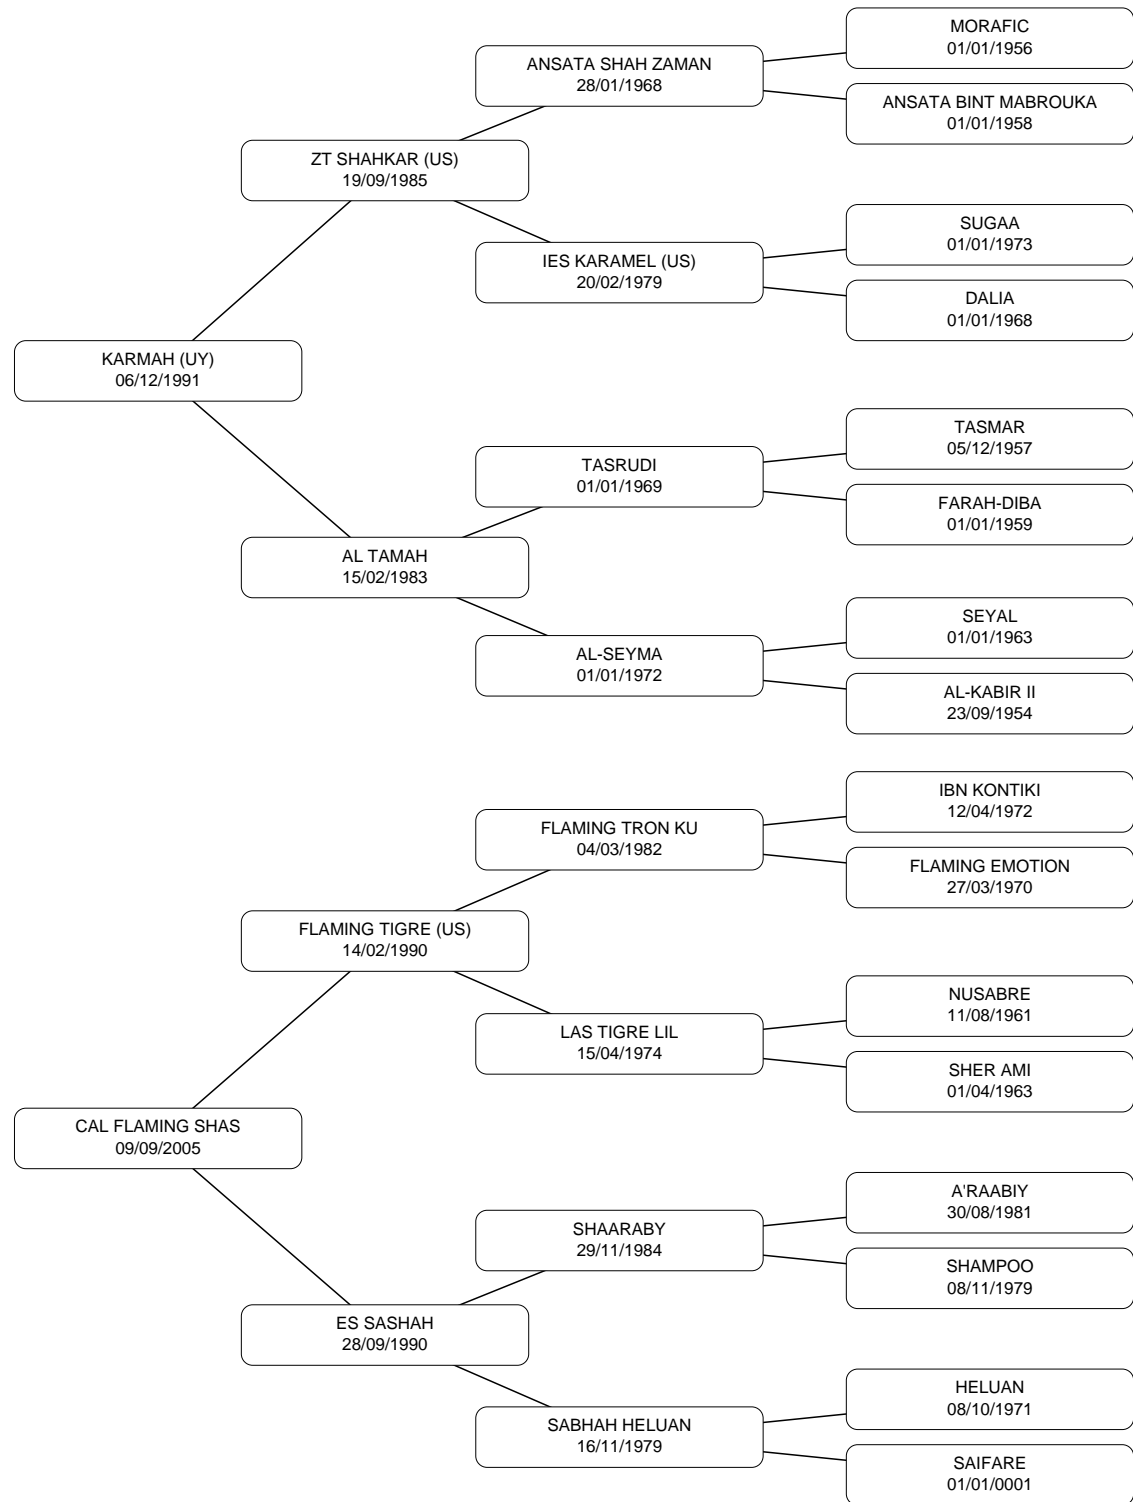 MORAFIC
01/01/1956
ANSATA SHAH ZAMAN
28/01/1968
ANSATA BINT MABROUKA
01/01/1958
ZT SHAHKAR (US)
19/09/1985
SUGAA
01/01/1973
IES KARAMEL (US)
20/02/1979
DALIA
01/01/1968
KARMAH (UY)
06/12/1991
TASMAR
05/12/1957
TASRUDI
01/01/1969
FARAH-DIBA
01/01/1959
AL TAMAH
15/02/1983
SEYAL
01/01/1963
AL-SEYMA
01/01/1972
AL-KABIR II
23/09/1954
IBN KONTIKI
12/04/1972
FLAMING TRON KU
04/03/1982
FLAMING EMOTION
27/03/1970
FLAMING TIGRE (US)
14/02/1990
NUSABRE
11/08/1961
LAS TIGRE LIL
15/04/1974
SHER AMI
01/04/1963
CAL FLAMING SHAS
09/09/2005
A'RAABIY
30/08/1981
SHAARABY
29/11/1984
SHAMPOO
08/11/1979
ES SASHAH
28/09/1990
HELUAN
08/10/1971
SABHAH HELUAN
16/11/1979
SAIFARE
01/01/0001